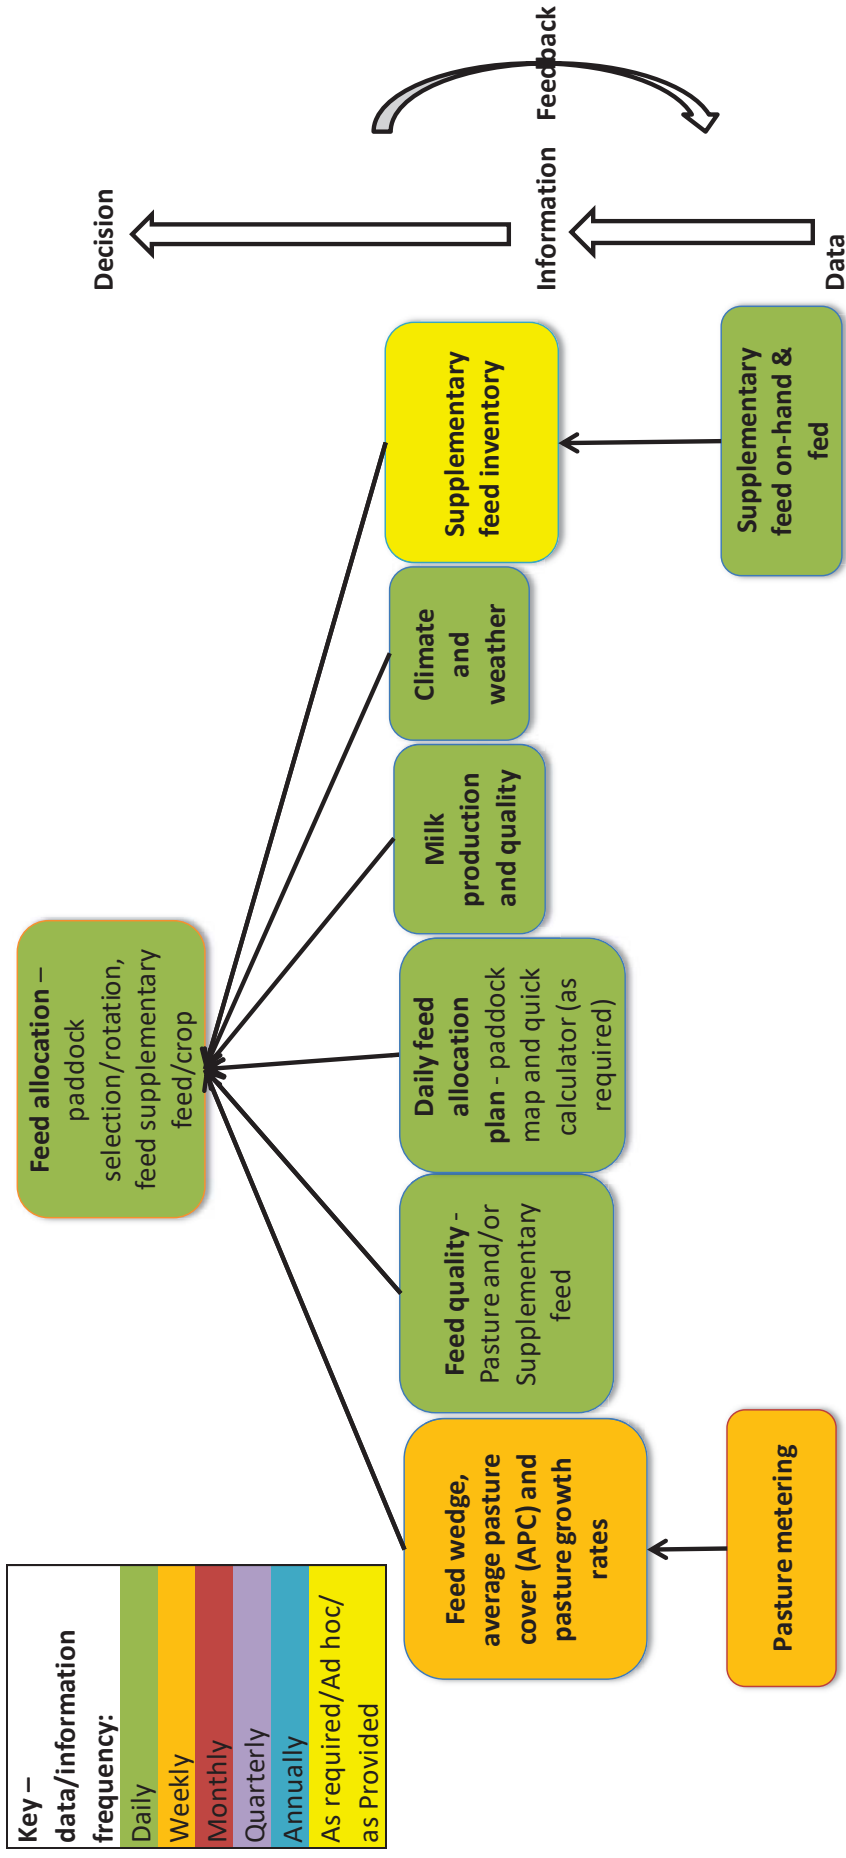 Key –
data/information
frequency:
Daily
Weekly
Monthly
Quarterly
Annually
As required/Ad hoc/
as Provided
Feed allocation –
paddock
selection/rotation,
feed supplementary
feed/crop
Decision
Feed wedge,
average pasture
cover (APC) and
pasture growth
rates
Feed quality -
Pasture and/or
Supplementary
feed
Daily feed
allocation
plan - paddock
map and quick
calculator (as
required)
Milk
production
and quality
Climate
and
weather
Supplementary
feed inventory
Information
Feedback
Pasture metering
Supplementary
feed on-hand &
fed
Data